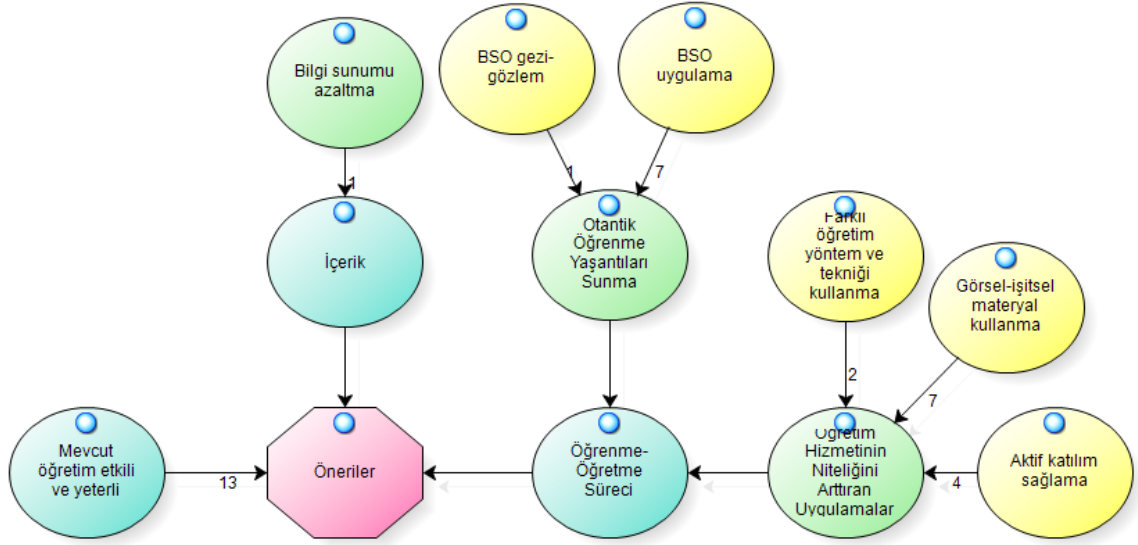 Bilgi sunumu
azaltma
BSO gezi-
gözlem
BSO
uygulama
1
1
7
İçerik
Otantik
Öğrenme
Yaşantıları
Sunma
Farklı
öğretim
yöntem ve
tekniği
kullanma
Görsel-işitsel
materyal
kullanma
2
7
Mevcut
öğretim etkili
ve yeterli
13
Öneriler
Öğrenme-
Öğretme
Süreci
Öğretim
Hizmetinin
Niteliğini
Arttıran
Uygulamalar
4
Aktif katılım
sağlama